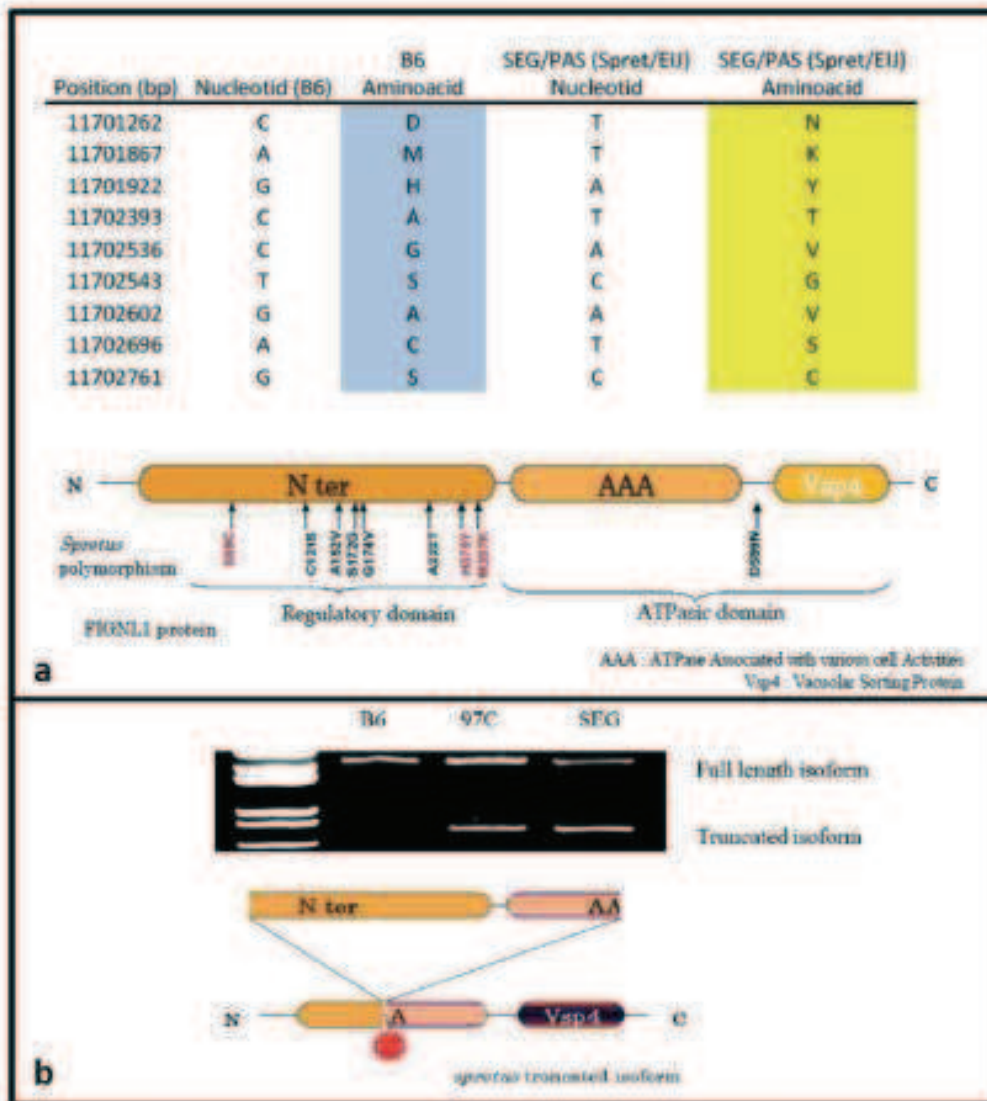 B6 SEG/PAS (Spret/EiJ) SEG/PAS (Spret/EiJ)
Position (bp) Nucleotid (B6) Aminoacid Nucleotid Aminoacid
11701262 C D T N
11701867 A M T K
11701922 G H A Y
11702393 C A T T
11702536 C G A V
11702543 T S C G
11702602 G A A V
11702696 A C T S
11702761 G S C C
N N ter AAA Vsp4 C
Spretus
polymorphism
C121S A152V S172G G174V A222T D599N
Regulatory domain ATPasic domain
FIGNL1 protein
AAA : ATPase Associated with various cell Activities
Vsp4 : Vacuolar Sorting Protein
a
B6 97C SEG
Full length isoform
Truncated isoform
N ter AA
N A Vsp4 C
spretus truncated isoform
b